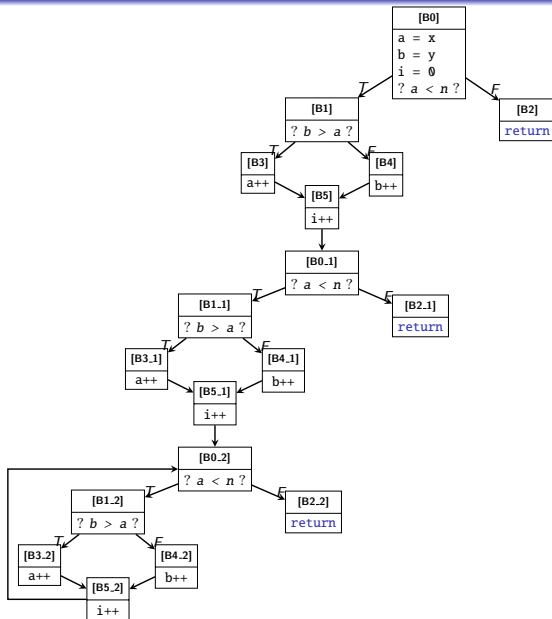 [B0]
a = x
b = y
i = 0
? a < n ?
T
F
[B2]
return
[B1]
? b > a ?
T
F
[B3]
a++
[B4]
b++
[B5]
i++
[B0_1]
? a < n ?
T
F
[B2_1]
return
[B1_1]
? b > a ?
T
F
[B3_1]
a++
[B4_1]
b++
[B5_1]
i++
[B0_2]
? a < n ?
T
F
[B2_2]
return
[B1_2]
? b > a ?
T
F
[B3_2]
a++
[B4_2]
b++
[B5_2]
i++